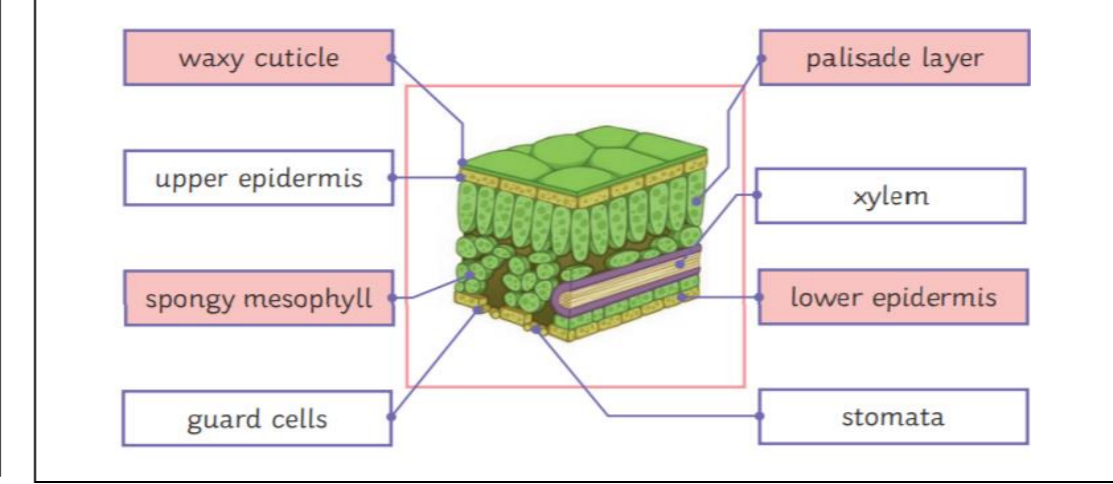 waxy cuticle
palisade layer
upper epidermis
xylem
spongy mesophyll
lower epidermis
guard cells
stomata